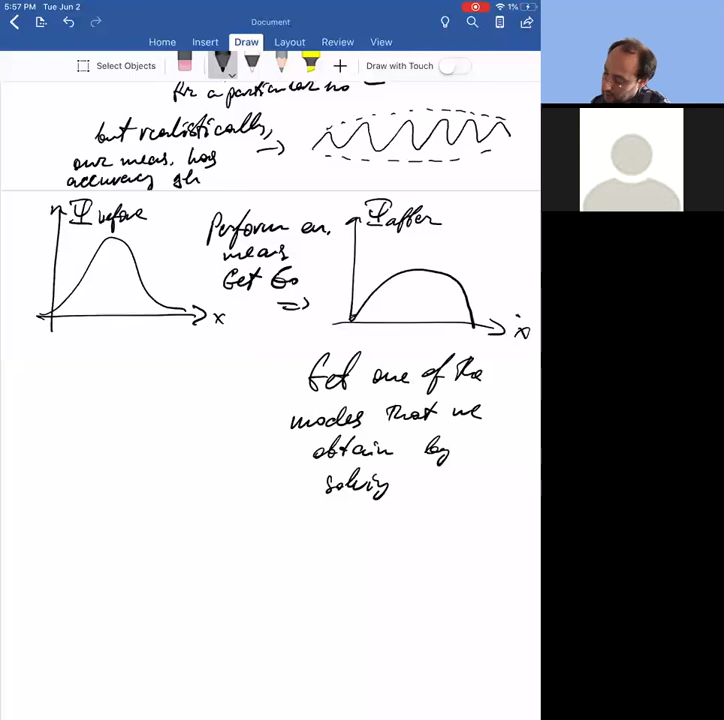 5:57 PM Tue Jun 2
1%
Document
Home Insert Draw Layout Review View
Select Objects
Draw with Touch
for a particular
but realistically,
our meas. has
accuracy
⇒
Ψ before
Perform en.
meas
Get E₀
⇒
Ψ after
x
x
Get one of the
modes that we
obtain by
solving